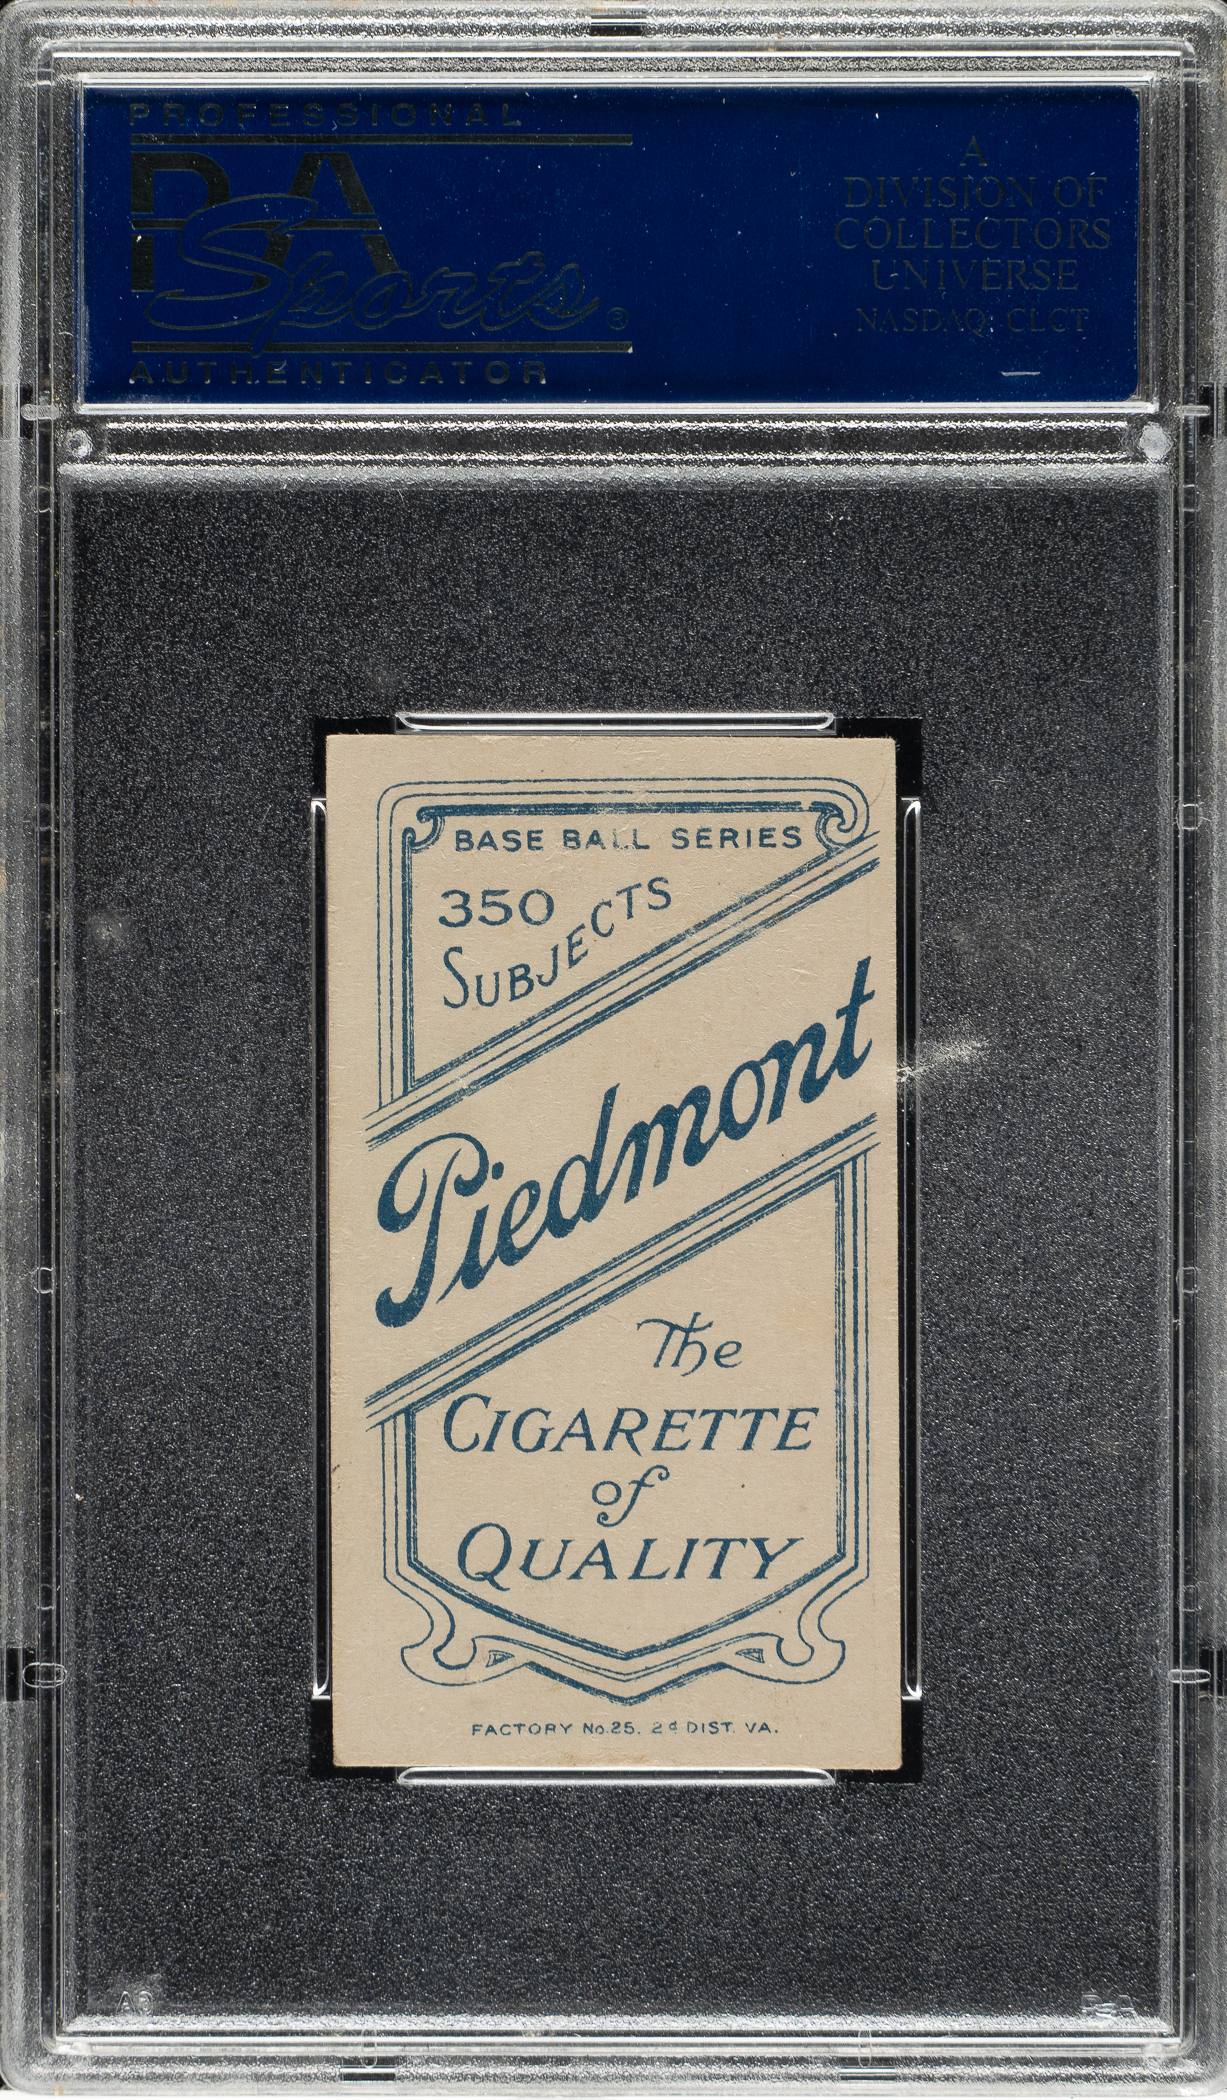 PROFESSIONAL
PSA
Sports®
AUTHENTICATOR
A
DIVISION OF
COLLECTORS
UNIVERSE
NASDAQ: CLCT
BASE BALL SERIES
350
SUBJECTS
Piedmont
The
CIGARETTE
of
QUALITY
FACTORY No. 25. 2d DIST. VA.
PSA